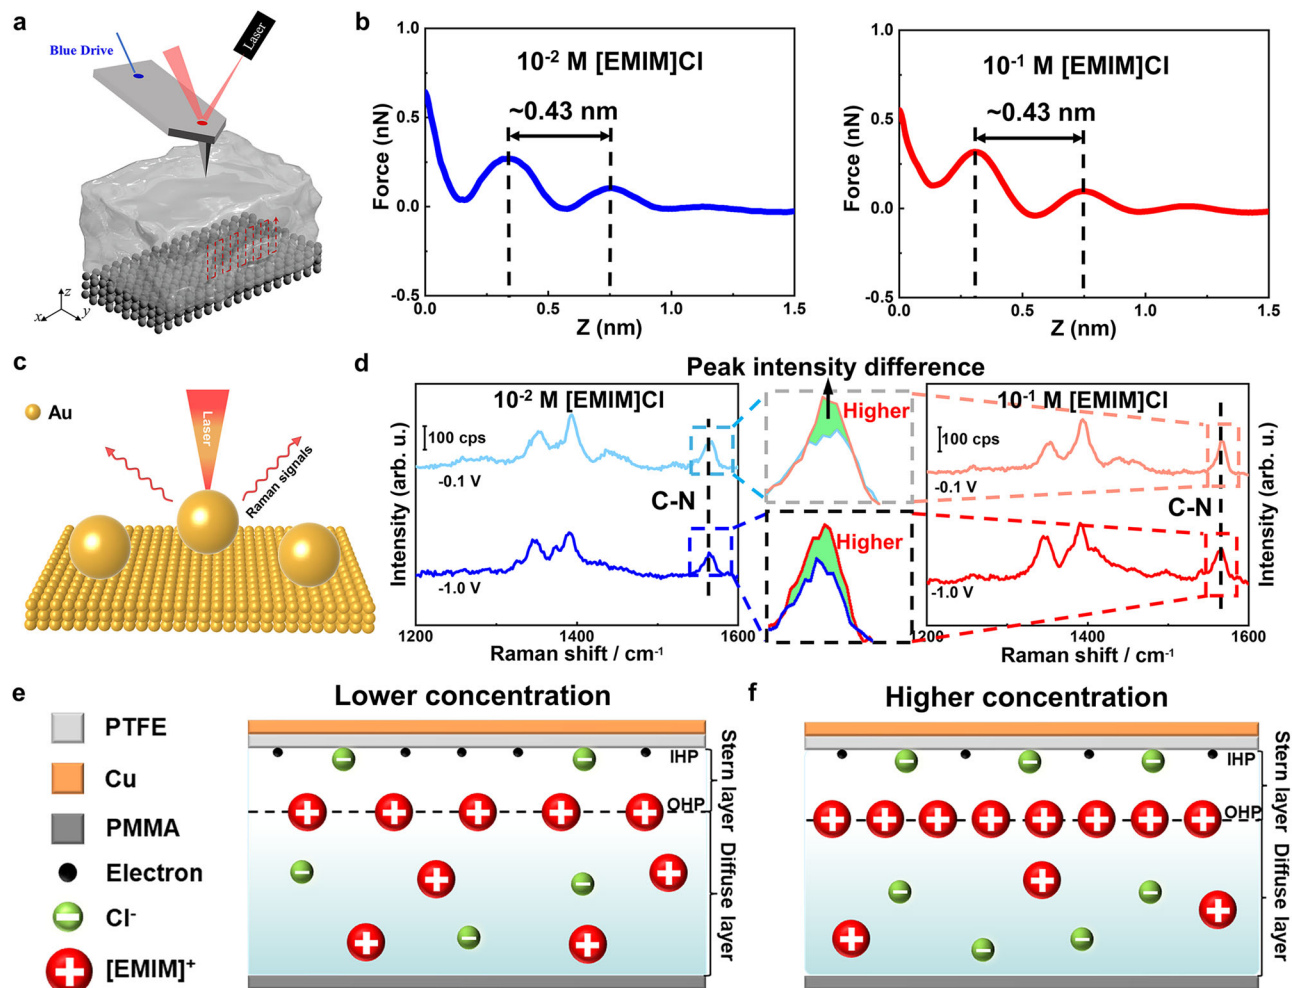 a
Blue Drive
Laser
z
x
y
b
1.0
0.5
0.0
-0.5
Force (nN)
10⁻² M [EMIM]Cl
~0.43 nm
0.0
0.5
1.0
1.5
Z (nm)
1.0
0.5
0.0
-0.5
Force (nN)
10⁻¹ M [EMIM]Cl
~0.43 nm
0.0
0.5
1.0
1.5
Z (nm)
c
Au
Laser
Raman signals
d
Peak intensity difference
Intensity (arb. u.)
10⁻² M [EMIM]Cl
100 cps
-0.1 V
C-N
-1.0 V
1200
1400
1600
Raman shift / cm⁻¹
Higher
Higher
10⁻¹ M [EMIM]Cl
100 cps
-0.1 V
C-N
-1.0 V
Intensity (arb. u.)
1200
1400
1600
Raman shift / cm⁻¹
e
Lower concentration
PTFE
Cu
PMMA
Electron
Cl⁻
[EMIM]⁺
IHP
OHP
Stern layer
Diffuse layer
f
Higher concentration
IHP
OHP
Stern layer
Diffuse layer